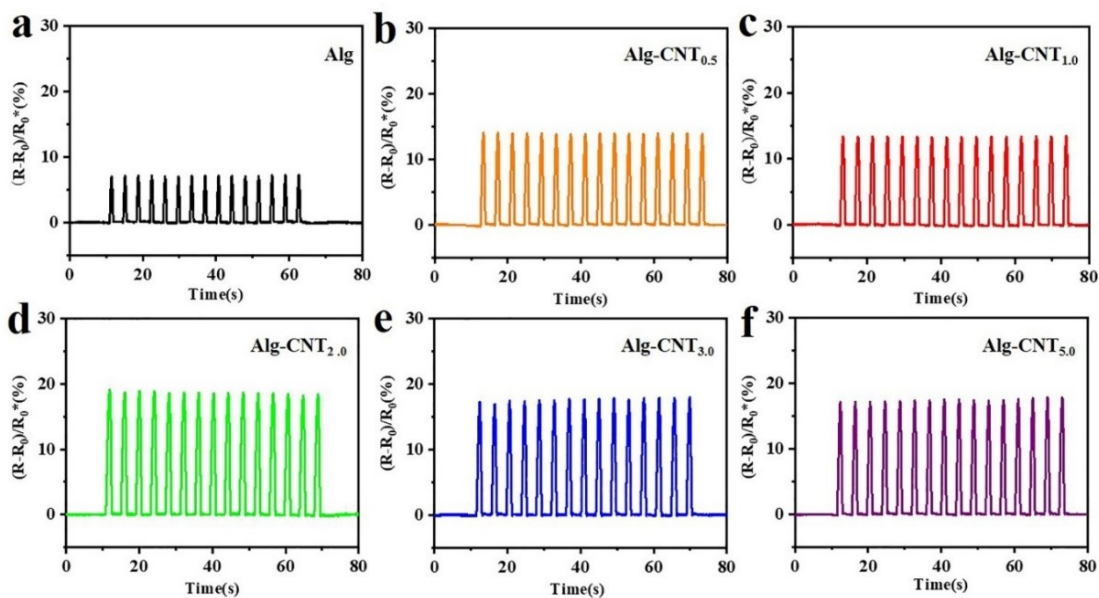 a
Alg
(R-R0)/R0*(%)
30
20
10
0
0 20 40 60 80
Time(s)
b
Alg-CNT0.5
(R-R0)/R0*(%)
30
20
10
0
0 20 40 60 80
Time(s)
c
Alg-CNT1.0
(R-R0)/R0*(%)
30
20
10
0
0 20 40 60 80
Time(s)
d
Alg-CNT2.0
(R-R0)/R0*(%)
30
20
10
0
0 20 40 60 80
Time(s)
e
Alg-CNT3.0
(R-R0)/R0(%)
30
20
10
0
0 20 40 60 80
Time(s)
f
Alg-CNT5.0
(R-R0)/R0*(%)
30
20
10
0
0 20 40 60 80
Time(s)